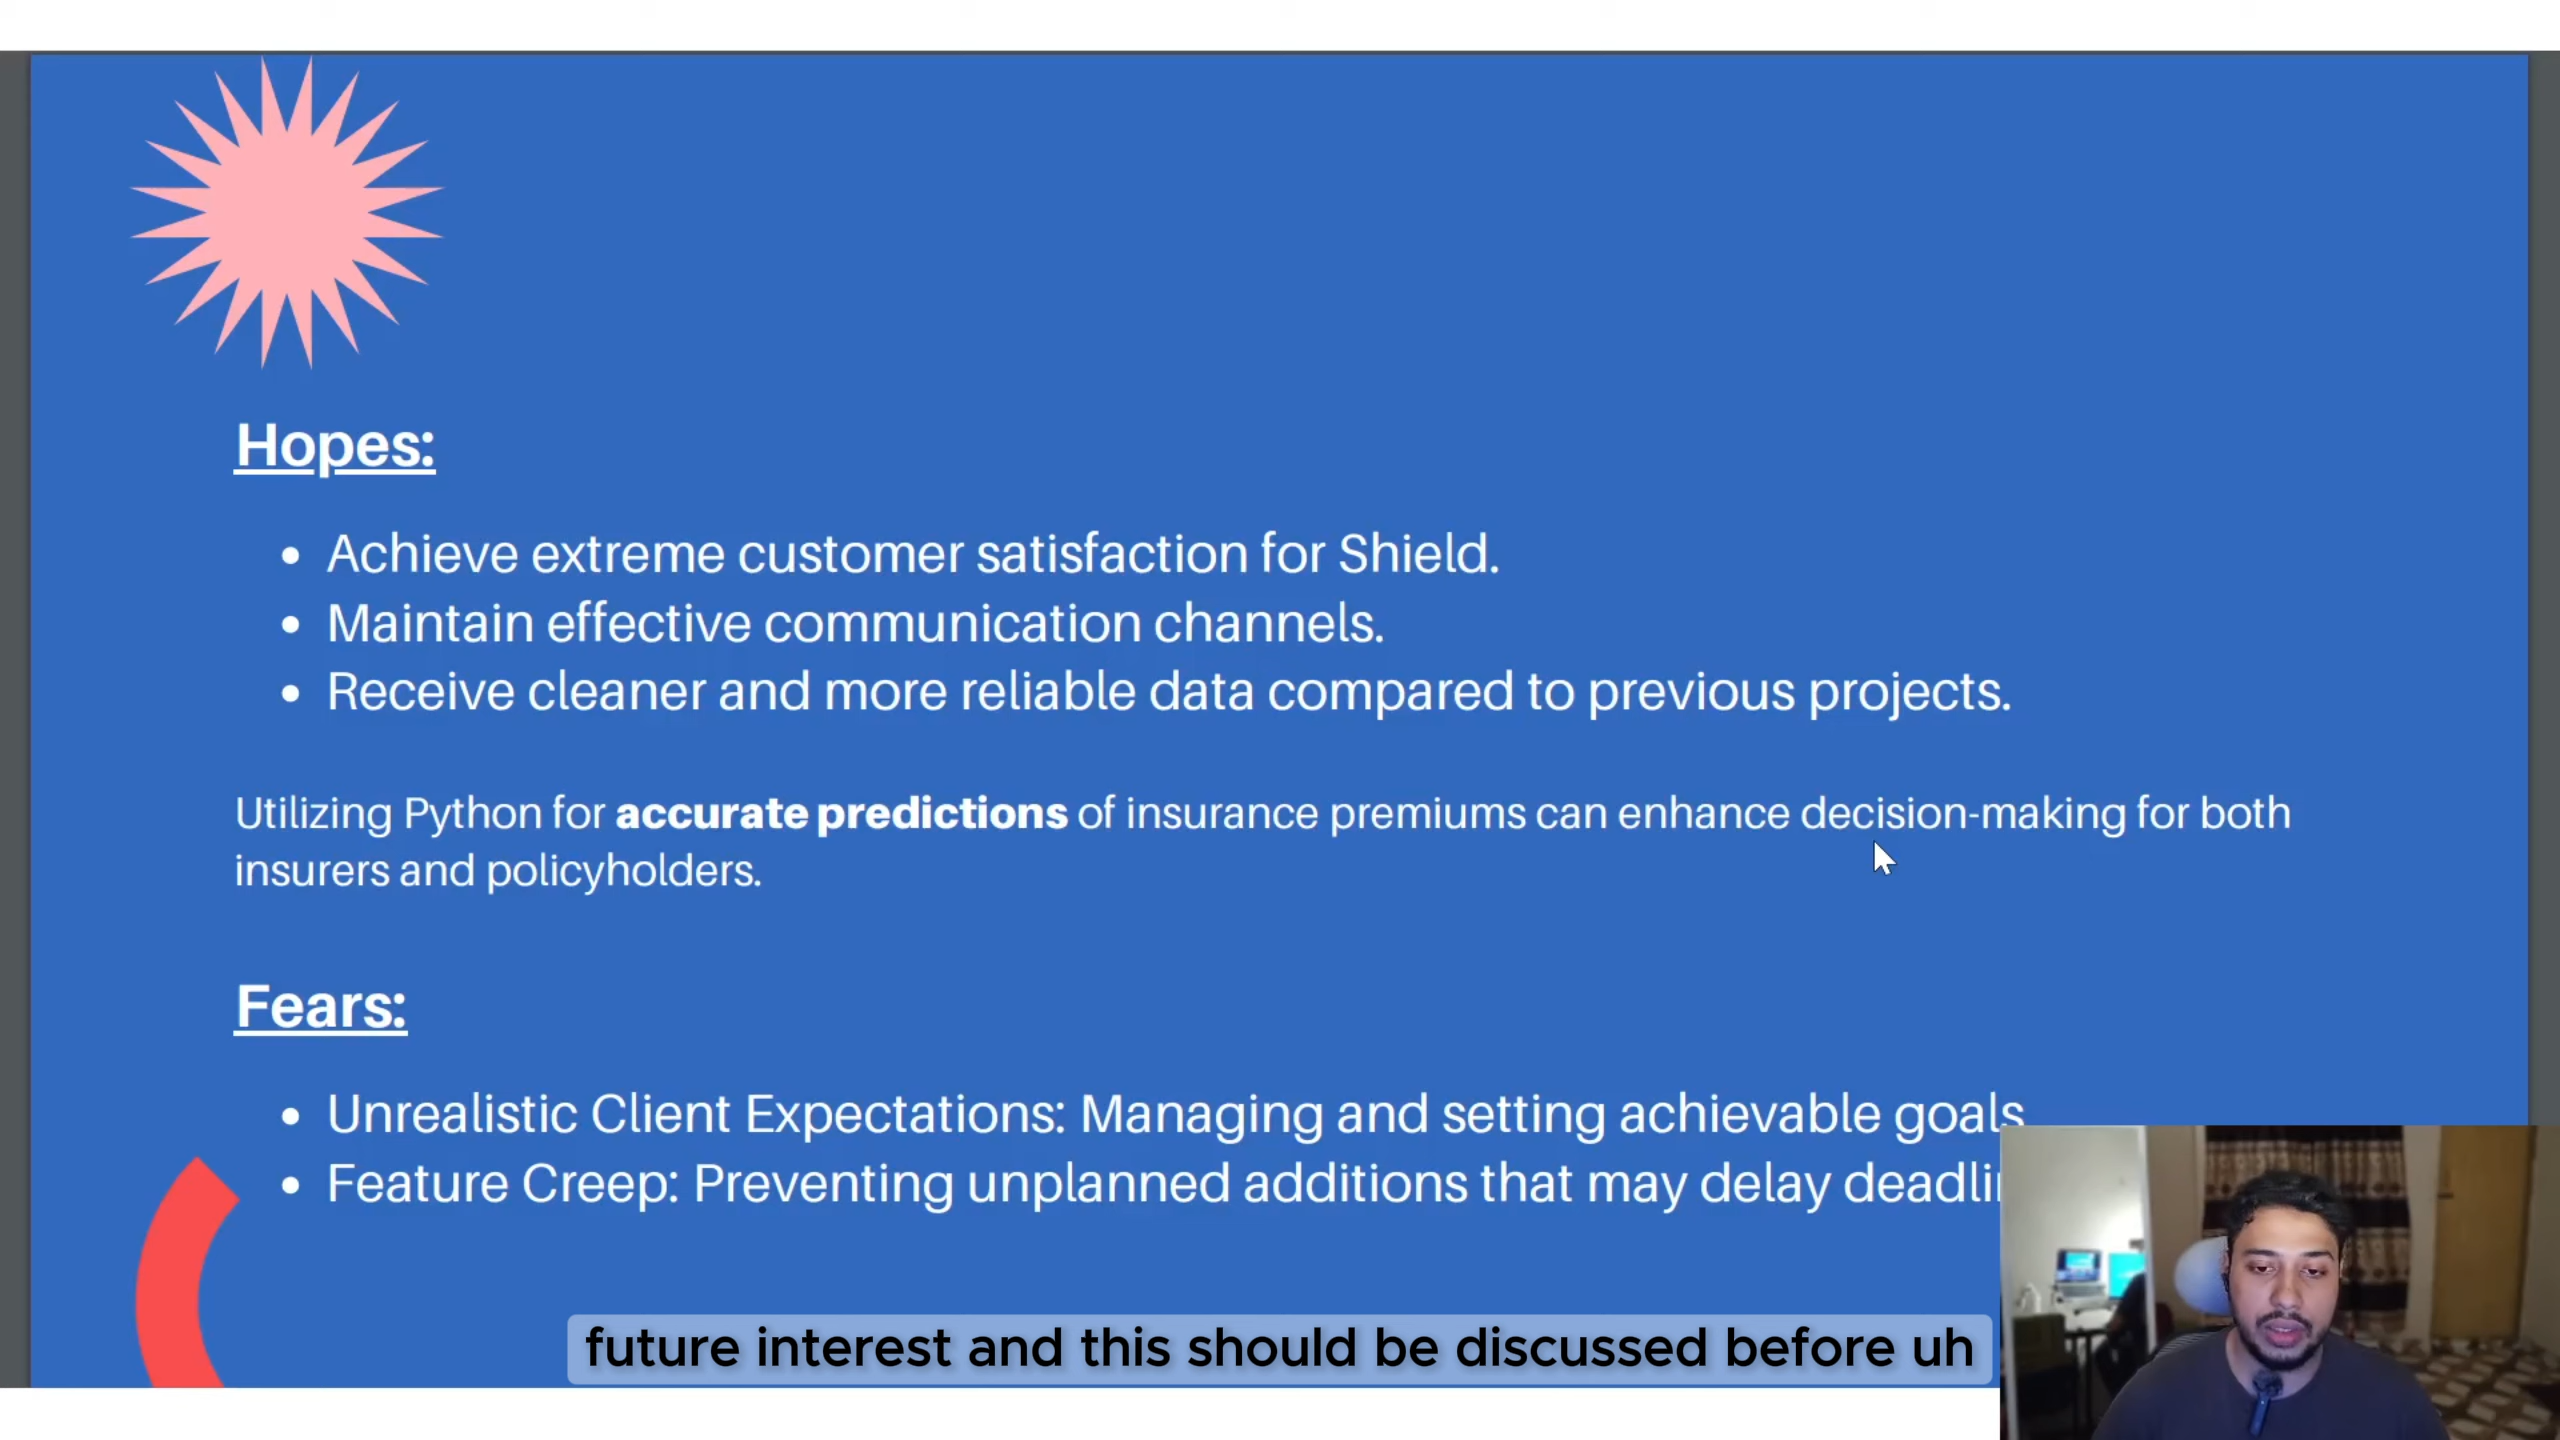 Hopes:
Achieve extreme customer satisfaction for Shield.
Maintain effective communication channels.
Receive cleaner and more reliable data compared to previous projects.
Utilizing Python for accurate predictions of insurance premiums can enhance decision-making for both
insurers and policyholders.
Fears:
Unrealistic Client Expectations: Managing and setting achievable goals
Feature Creep: Preventing unplanned additions that may delay
future interest and this should be discussed before uh